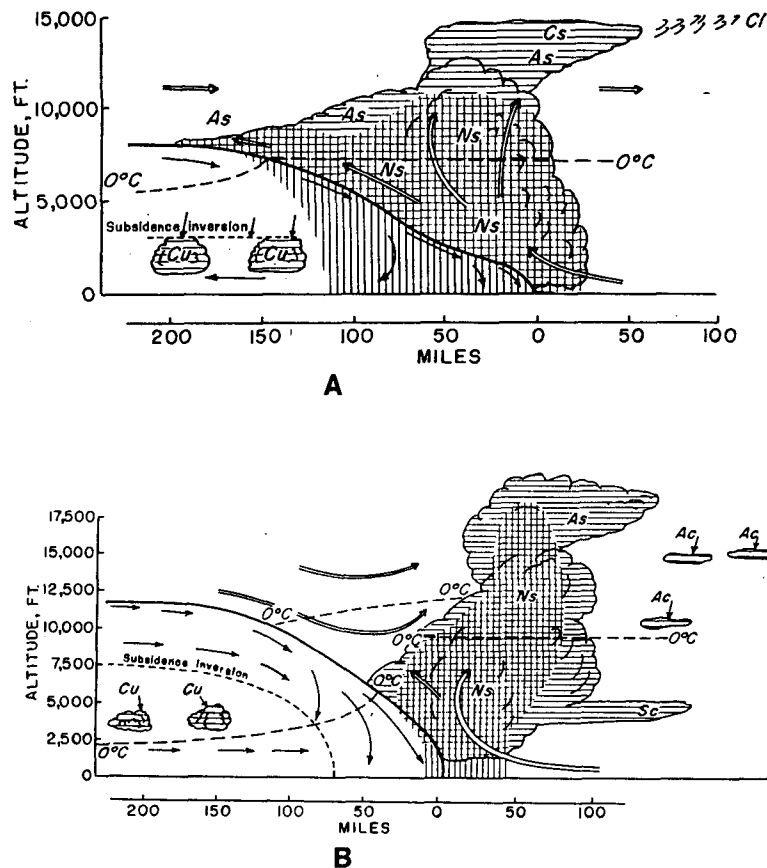 ALTITUDE, FT.
15,000
10,000
5,000
0
Cs
As
Ci
As
As
Ns
Ns
Ns
0°C
0°C
Subsidence inversion
Cu
Cu
200 150 100 50 0 50 100
MILES
A
ALTITUDE, FT.
17,500
15,000
12,500
10,000
7,500
5,000
2,500
0
As
Ac
Ac
Ac
Ns
Ns
0°C
0°C
0°C
0°C
0°C
Subsidence inversion
Cu
Cu
Sc
200 150 100 50 0 50 100
MILES
B